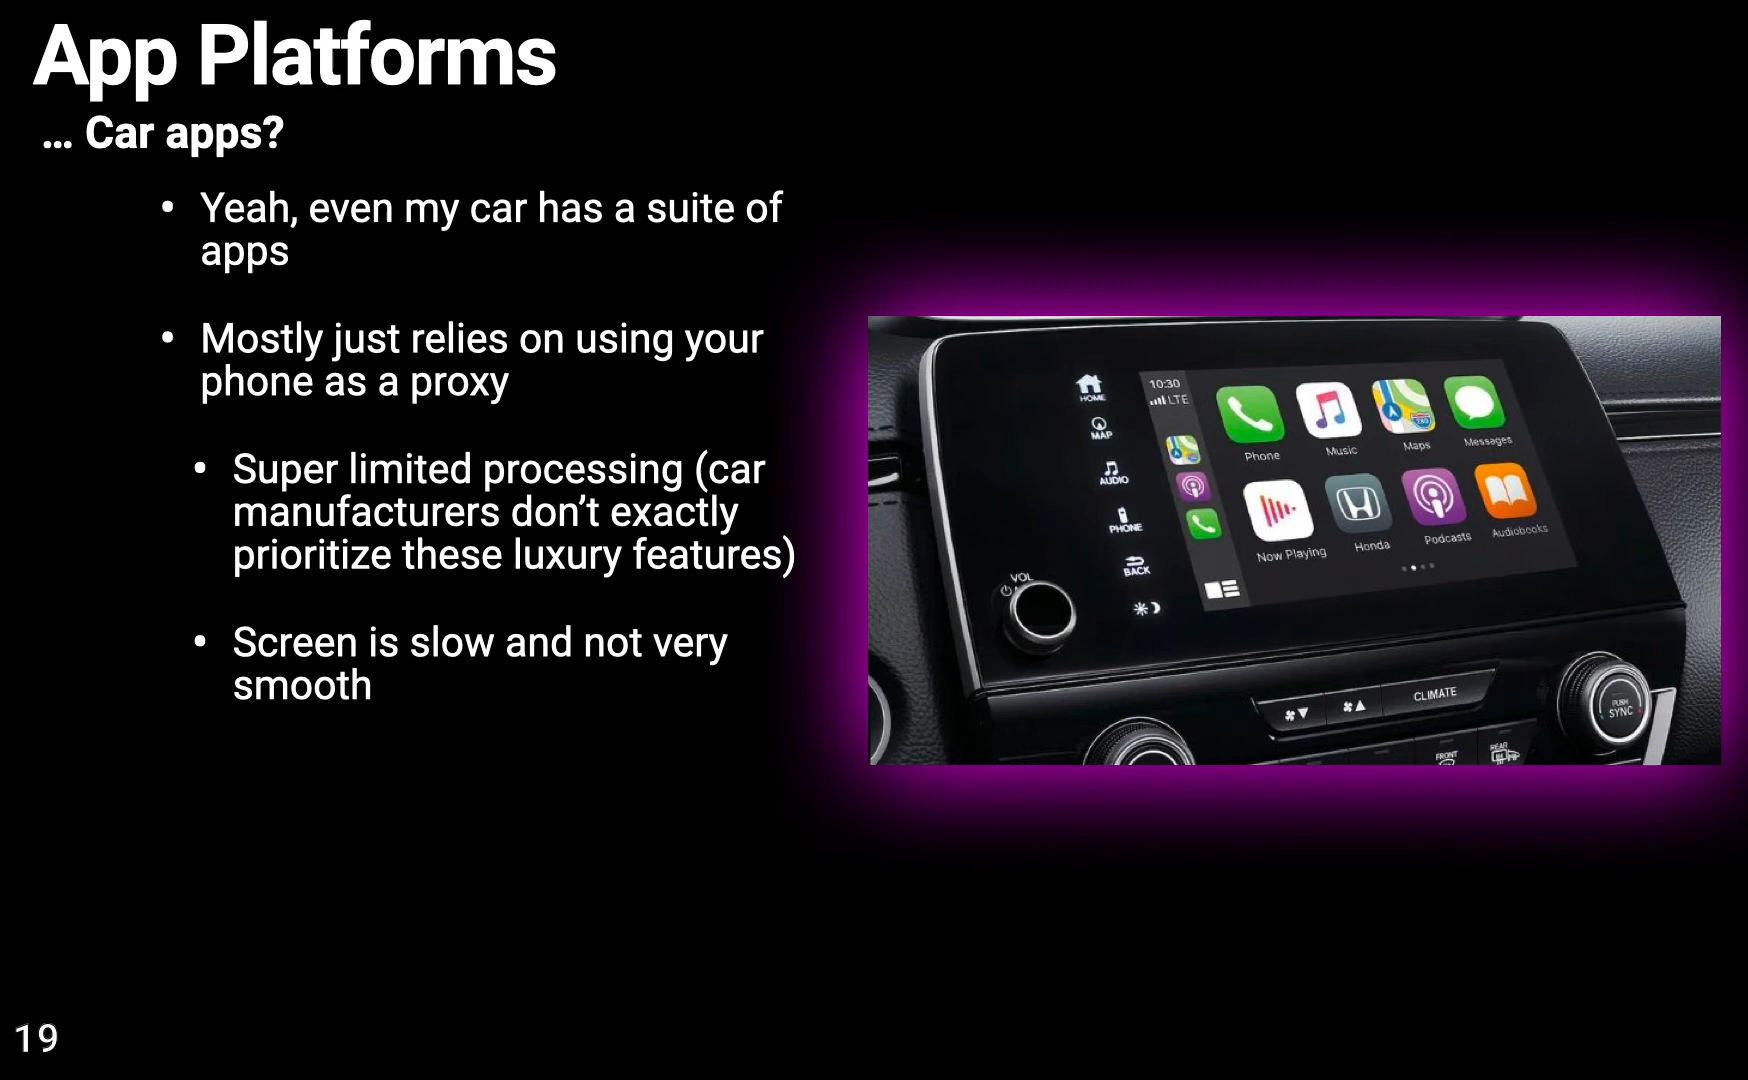 App Platforms
... Car apps?
• Yeah, even my car has a suite of
apps
• Mostly just relies on using your
phone as a proxy
• Super limited processing (car
manufacturers don’t exactly
prioritize these luxury features)
• Screen is slow and not very
smooth
HOME
MAP
AUDIO
PHONE
BACK
VOL
10:30
LTE
Phone
Music
Maps
Messages
Now Playing
Honda
Podcasts
Audiobooks
CLIMATE
PUSH
SYNC
FRONT
REAR
19